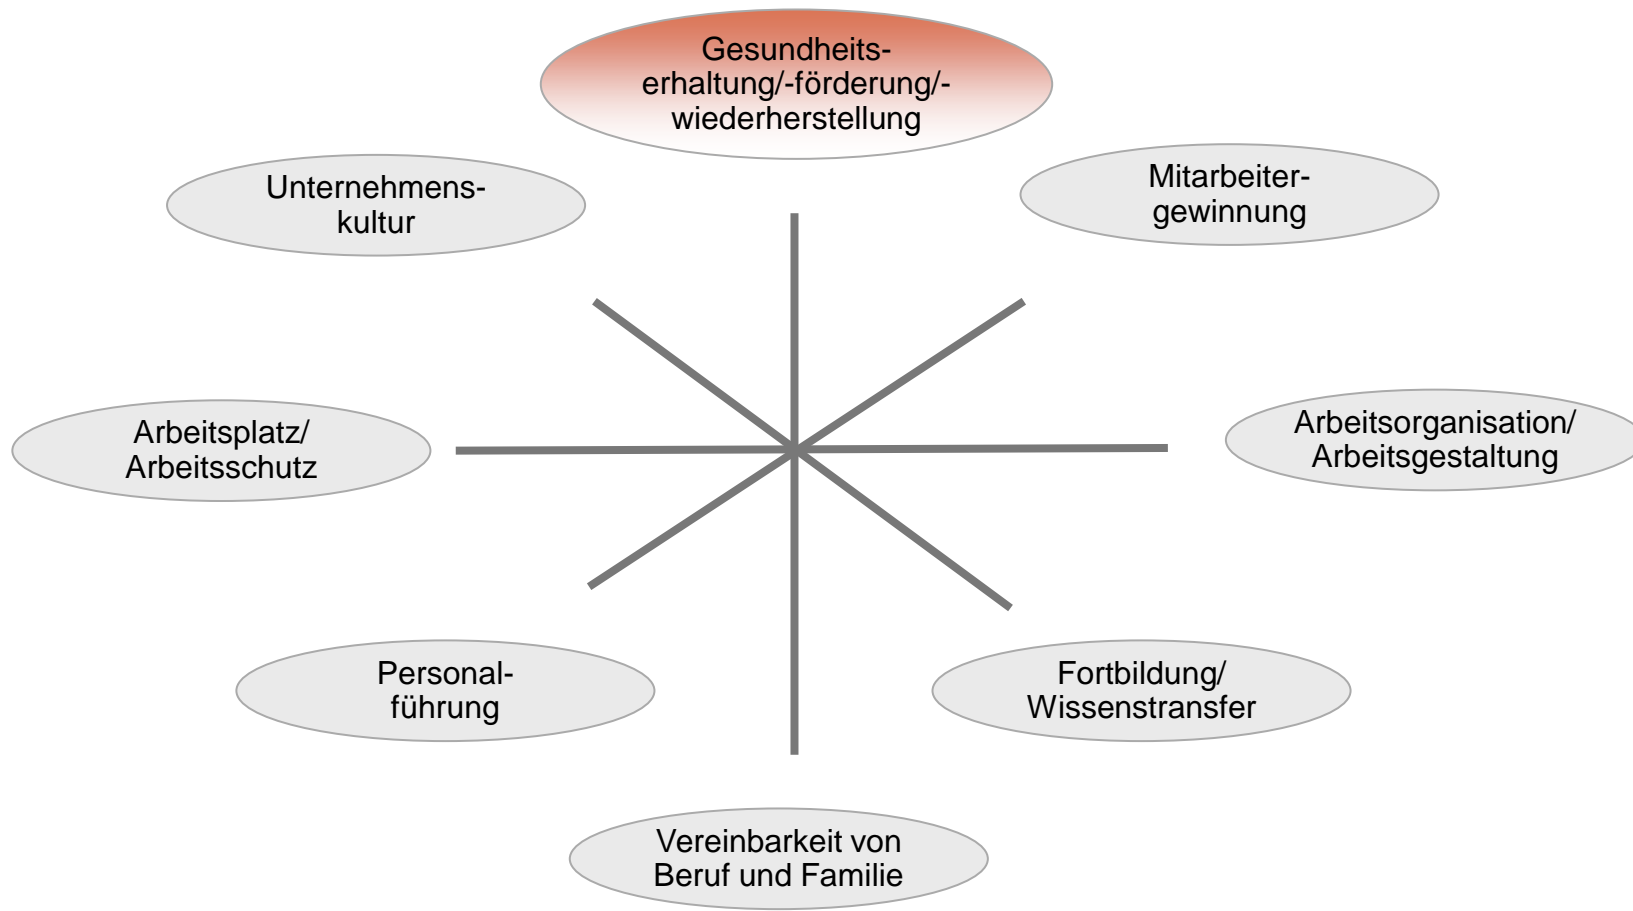 Gesundheits-
erhaltung/-förderung/-
wiederherstellung
Unternehmens-
kultur
Mitarbeiter-
gewinnung
Arbeitsplatz/
Arbeitsschutz
Arbeitsorganisation/
Arbeitsgestaltung
Personal-
führung
Fortbildung/
Wissenstransfer
Vereinbarkeit von
Beruf und Familie